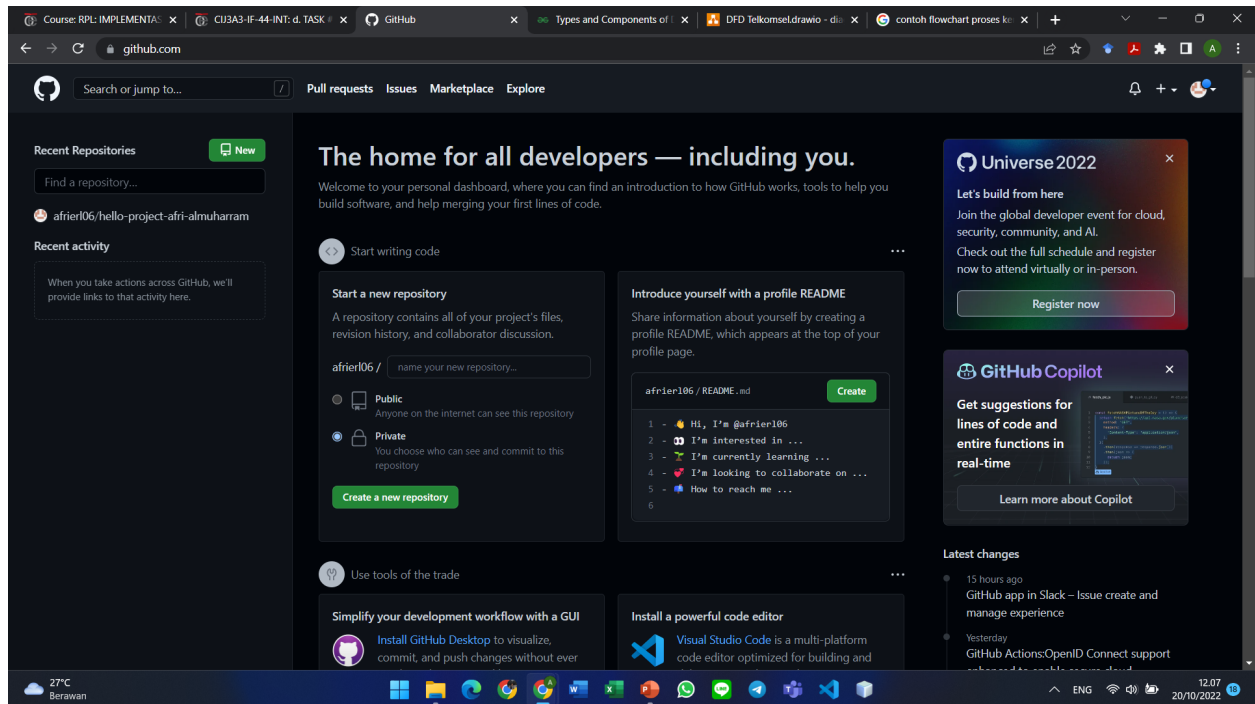 Course: RPL: IMPLEMENTAS
CIJ3A3-IF-44-INT: d. TASK #
GitHub
Types and Components of
DFD Telkomsel.drawio - dia
contoh flowchart proses ke
github.com
A
Search or jump to...
/
Pull requests Issues Marketplace Explore
Recent Repositories
New
Find a repository...
afrierl06/hello-project-afri-almuharram
Recent activity
When you take actions across GitHub, we'll
provide links to that activity here.
The home for all developers — including you.
Welcome to your personal dashboard, where you can find an introduction to how GitHub works, tools to help you
build software, and help merging your first lines of code.
Start writing code
Start a new repository
A repository contains all of your project's files,
revision history, and collaborator discussion.
afrierl06 /
name your new repository...
Public
Anyone on the internet can see this repository
Private
You choose who can see and commit to this
repository
Create a new repository
Introduce yourself with a profile README
Share information about yourself by creating a
profile README, which appears at the top of your
profile page.
afrierl06 / README.md
Create
1 - 👋 Hi, I'm @afrierl06
2 - 👀 I'm interested in ...
3 - 🌱 I'm currently learning ...
4 - 💞️ I'm looking to collaborate on ...
5 - 📫 How to reach me ...
6
Use tools of the trade
Simplify your development workflow with a GUI
Install GitHub Desktop to visualize,
commit, and push changes without ever
Install a powerful code editor
Visual Studio Code is a multi-platform
code editor optimized for building and
Universe 2022
Let's build from here
Join the global developer event for cloud,
security, community, and AI.
Check out the full schedule and register
now to attend virtually or in-person.
Register now
GitHub Copilot
Get suggestions for
lines of code and
entire functions in
real-time
Learn more about Copilot
Latest changes
15 hours ago
GitHub app in Slack – Issue create and
manage experience
Yesterday
GitHub Actions:OpenID Connect support
enhanced to enable secure cloud
27°C
Berawan
ENG
12.07
20/10/2022
18